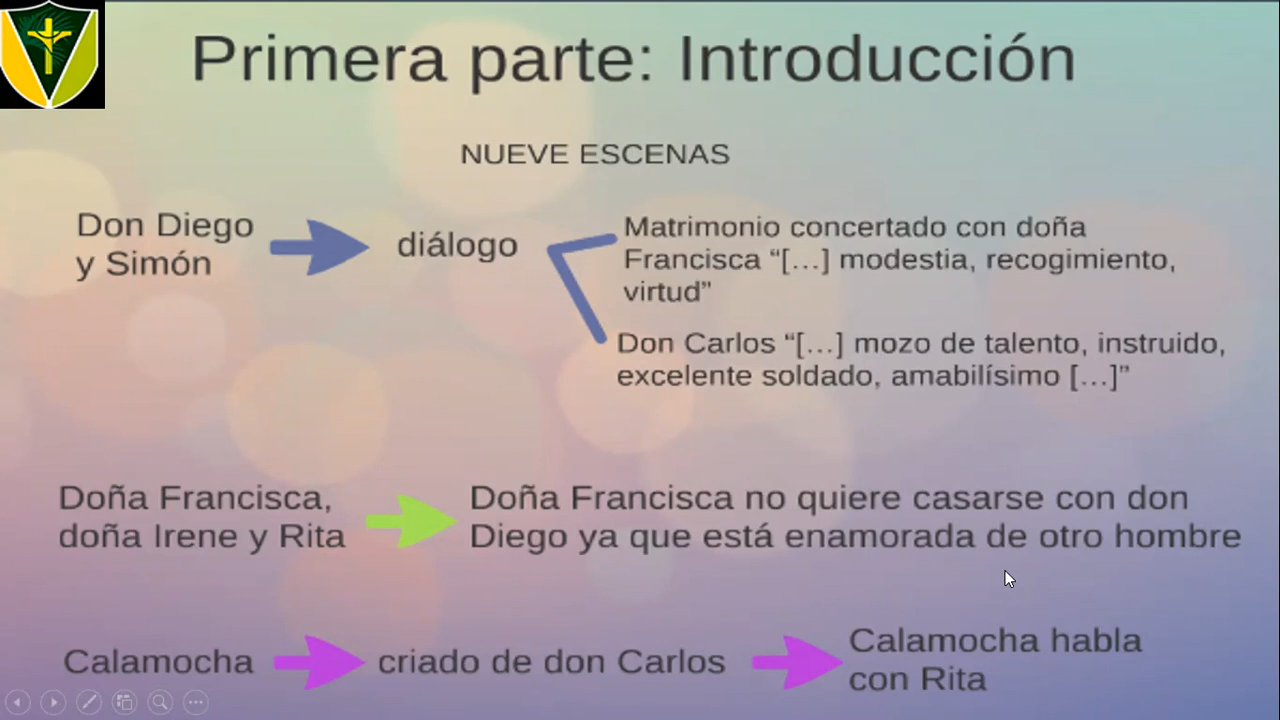 Primera parte: Introducción
NUEVE ESCENAS
Don Diego
y Simón
diálogo
Matrimonio concertado con doña
Francisca “[…] modestia, recogimiento,
virtud”
Don Carlos “[…] mozo de talento, instruido,
excelente soldado, amabilísimo […]”
Doña Francisca,
doña Irene y Rita
Doña Francisca no quiere casarse con don
Diego ya que está enamorada de otro hombre
Calamocha
criado de don Carlos
Calamocha habla
con Rita